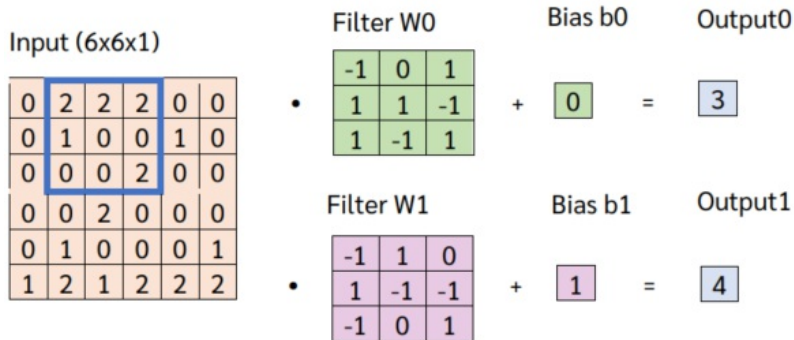 Input (6x6x1)
0 2 2 2 0 0
0 1 0 0 1 0
0 0 0 2 0 0
0 0 2 0 0 0
0 1 0 0 0 1
1 2 1 2 2 2
Filter W0 Bias b0 Output0
-1 0 1
1 1 -1
1 -1 1
• + 0 = 3
Filter W1 Bias b1 Output1
-1 1 0
1 -1 -1
-1 0 1
• + 1 = 4